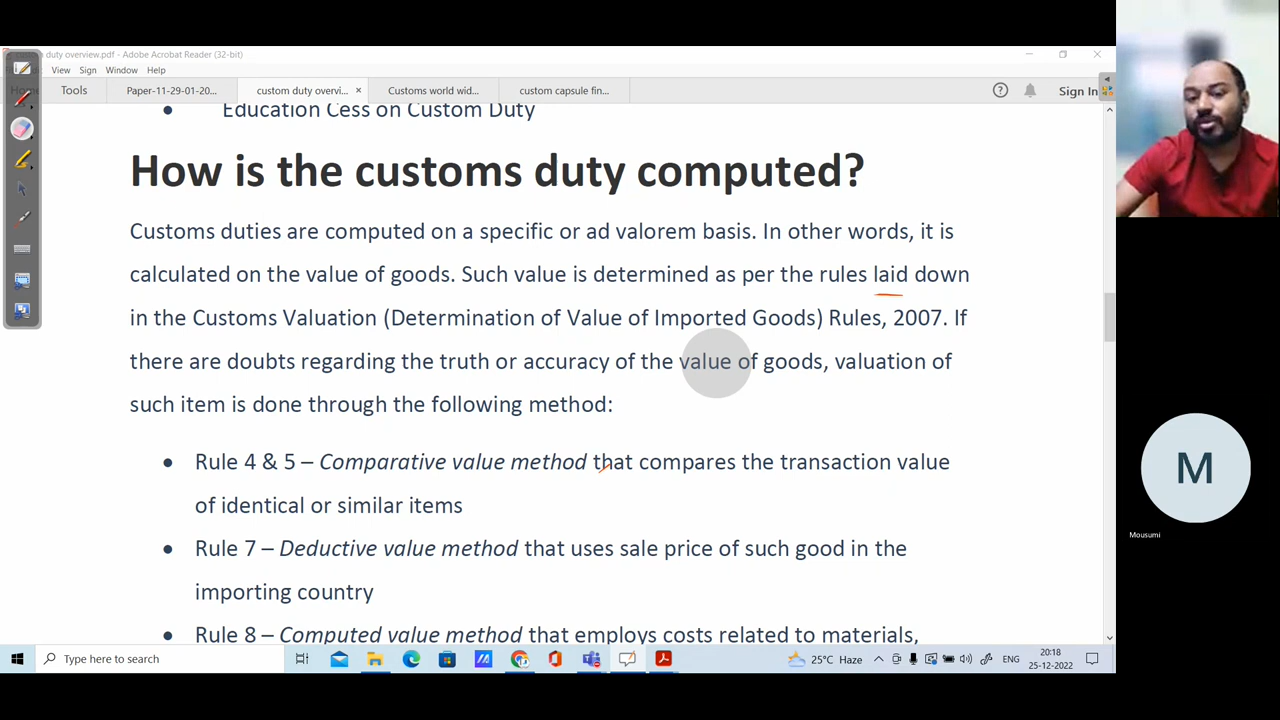 duty overview.pdf - Adobe Acrobat Reader (32-bit)
View Sign Window Help
Tools
Paper-11-29-01-20...
custom duty overvi...
Customs world wid...
custom capsule fin...
Sign In
Education Cess on Custom Duty
How is the customs duty computed?
Customs duties are computed on a specific or ad valorem basis. In other words, it is
calculated on the value of goods. Such value is determined as per the rules laid down
in the Customs Valuation (Determination of Value of Imported Goods) Rules, 2007. If
there are doubts regarding the truth or accuracy of the value of goods, valuation of
such item is done through the following method:
• Rule 4 & 5 – Comparative value method that compares the transaction value
of identical or similar items
• Rule 7 – Deductive value method that uses sale price of such good in the
importing country
• Rule 8 – Computed value method that employs costs related to materials,
M
Mousumi
Type here to search
25°C Haze
ENG
20:18
25-12-2022